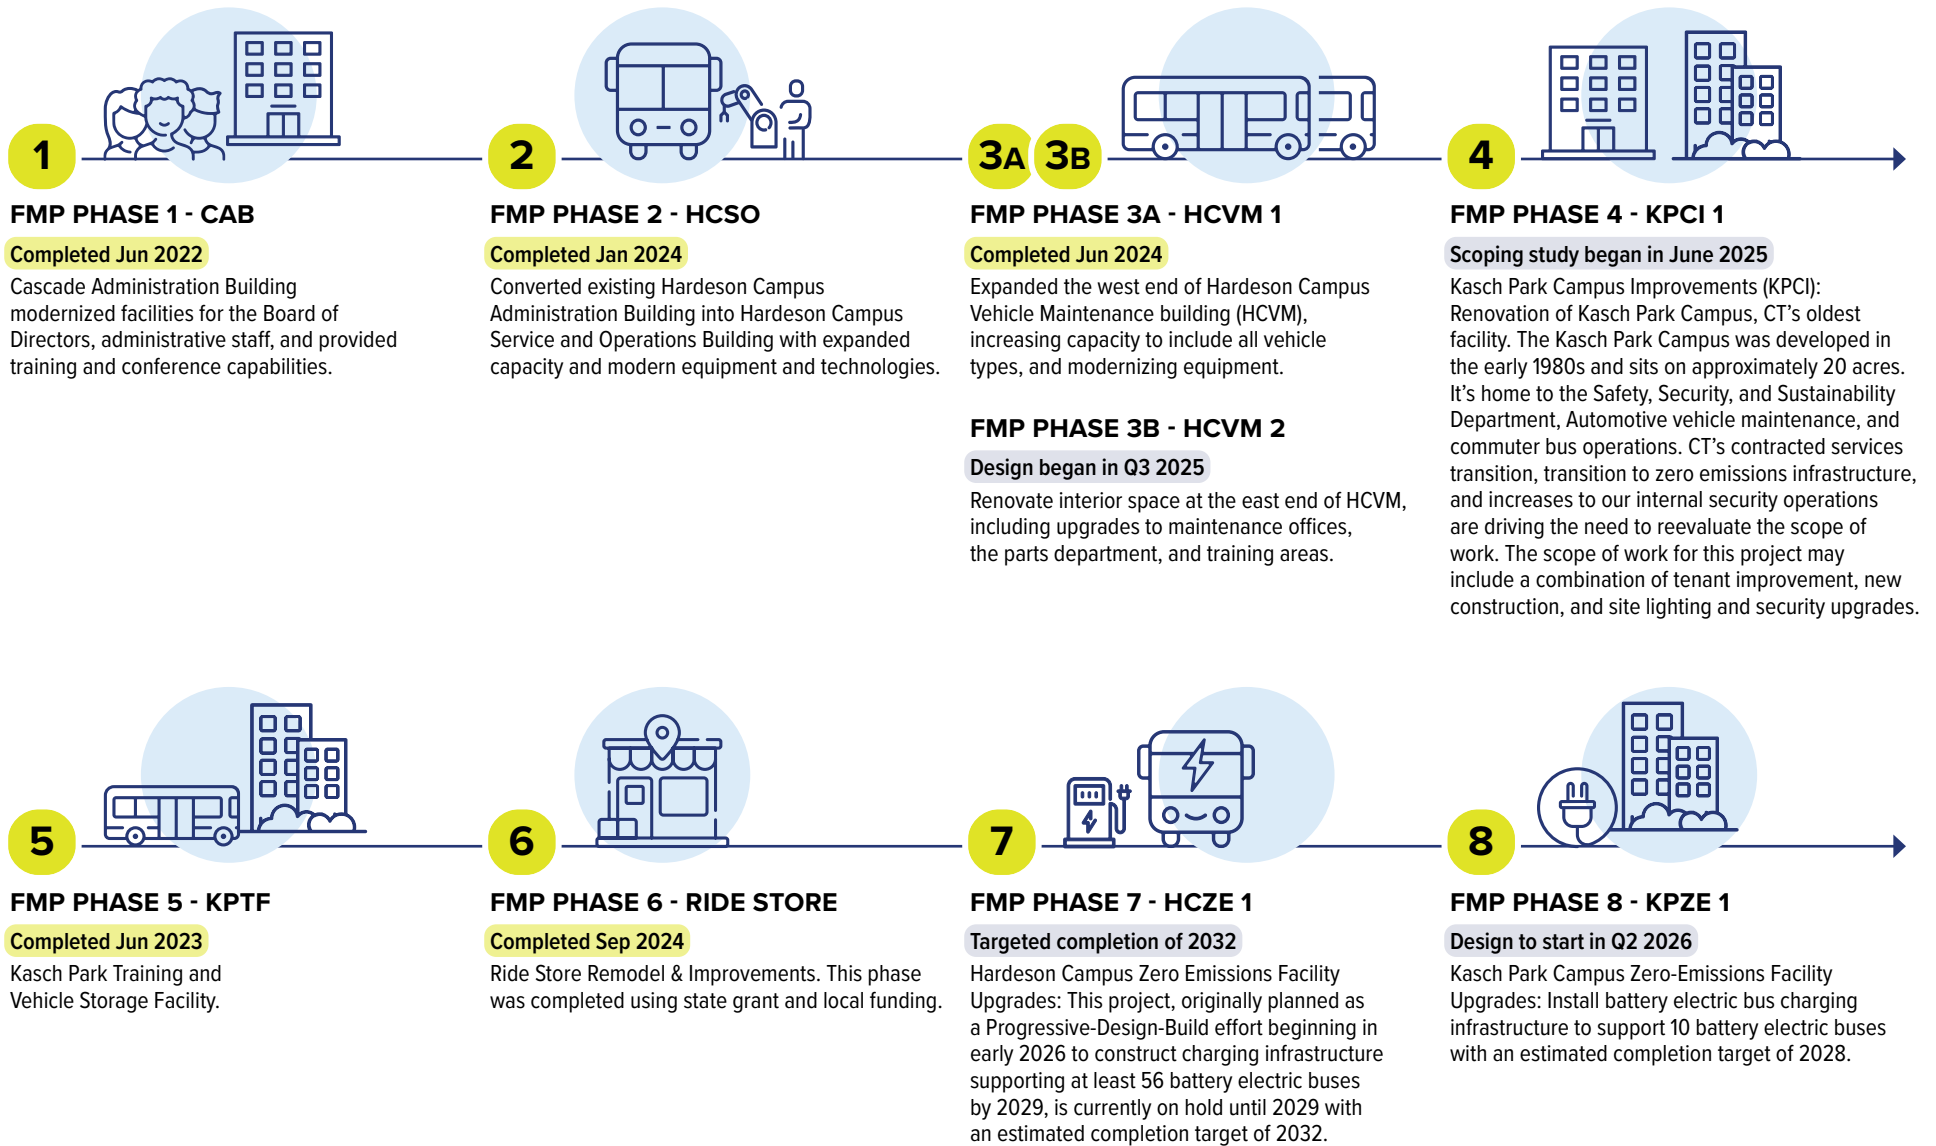 1
FMP PHASE 1 - CAB
Completed Jun 2022
Cascade Administration Building
modernized facilities for the Board of
Directors, administrative staff, and provided
training and conference capabilities.
2
FMP PHASE 2 - HCSO
Completed Jan 2024
Converted existing Hardeson Campus
Administration Building into Hardeson Campus
Service and Operations Building with expanded
capacity and modern equipment and technologies.
3A 3B
FMP PHASE 3A - HCVM 1
Completed Jun 2024
Expanded the west end of Hardeson Campus
Vehicle Maintenance building (HCVM),
increasing capacity to include all vehicle
types, and modernizing equipment.
FMP PHASE 3B - HCVM 2
Design began in Q3 2025
Renovate interior space at the east end of HCVM,
including upgrades to maintenance offices,
the parts department, and training areas.
4
FMP PHASE 4 - KPCI 1
Scoping study began in June 2025
Kasch Park Campus Improvements (KPCI):
Renovation of Kasch Park Campus, CT’s oldest
facility. The Kasch Park Campus was developed in
the early 1980s and sits on approximately 20 acres.
It’s home to the Safety, Security, and Sustainability
Department, Automotive vehicle maintenance, and
commuter bus operations. CT’s contracted services
transition, transition to zero emissions infrastructure,
and increases to our internal security operations
are driving the need to reevaluate the scope of
work. The scope of work for this project may
include a combination of tenant improvement, new
construction, and site lighting and security upgrades.
5
FMP PHASE 5 - KPTF
Completed Jun 2023
Kasch Park Training and
Vehicle Storage Facility.
6
FMP PHASE 6 - RIDE STORE
Completed Sep 2024
Ride Store Remodel & Improvements. This phase
was completed using state grant and local funding.
7
FMP PHASE 7 - HCZE 1
Targeted completion of 2032
Hardeson Campus Zero Emissions Facility
Upgrades: This project, originally planned as
a Progressive-Design-Build effort beginning in
early 2026 to construct charging infrastructure
supporting at least 56 battery electric buses
by 2029, is currently on hold until 2029 with
an estimated completion target of 2032.
8
FMP PHASE 8 - KPZE 1
Design to start in Q2 2026
Kasch Park Campus Zero-Emissions Facility
Upgrades: Install battery electric bus charging
infrastructure to support 10 battery electric buses
with an estimated completion target of 2028.